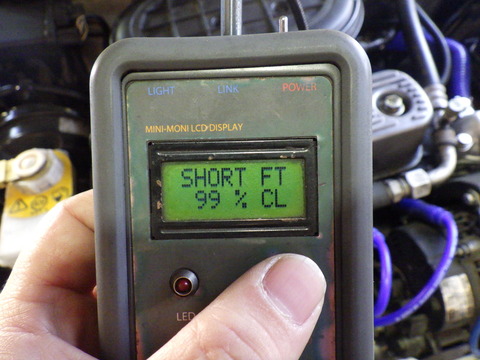 LIGHT LINK POWER
MINI-MONI LCD DISPLAY
SHORT FT
99 % CL
LED